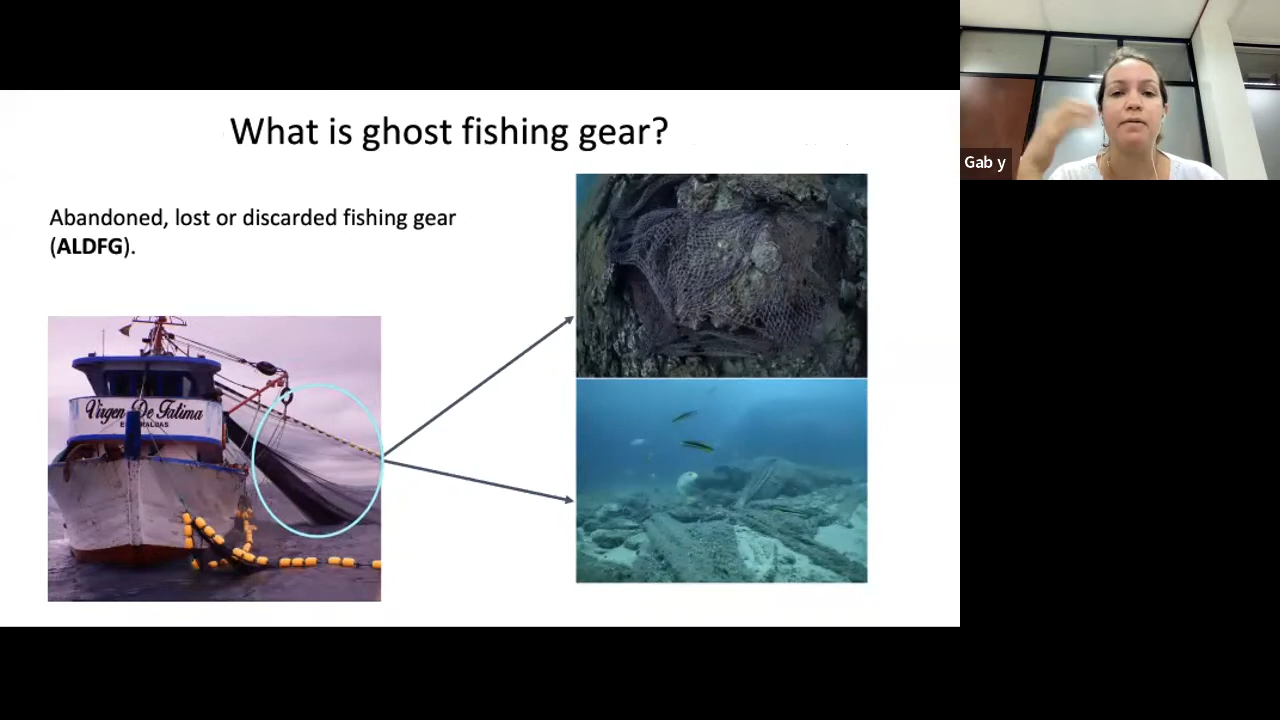 What is ghost fishing gear?
Abandoned, lost or discarded fishing gear
(ALDFG).
Virgen De Fatima
Gab y